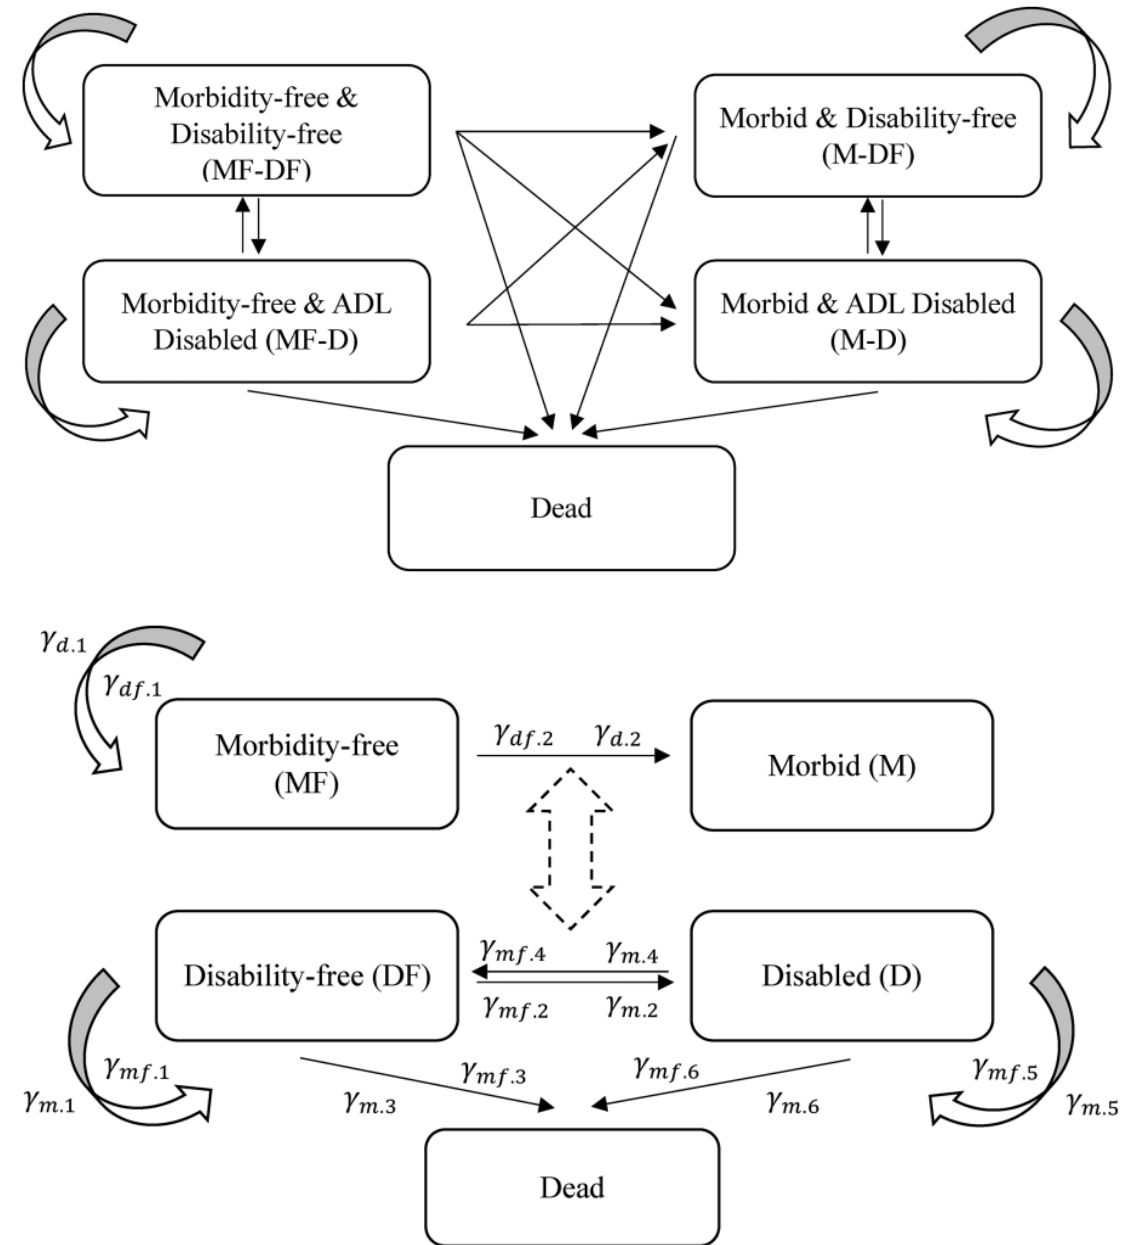 Morbidity-free &
Disability-free
(MF-DF)
Morbid & Disability-free
(M-DF)
Morbidity-free & ADL
Disabled (MF-D)
Morbid & ADL Disabled
(M-D)
Dead
γd.1
γdf.1
Morbidity-free
(MF)
γdf.2 γd.2
Morbid (M)
Disability-free (DF)
γmf.4 γm.4
γmf.2 γm.2
Disabled (D)
γmf.1
γm.1
γmf.3
γm.3
γmf.6
γm.6
γmf.5
γm.5
Dead